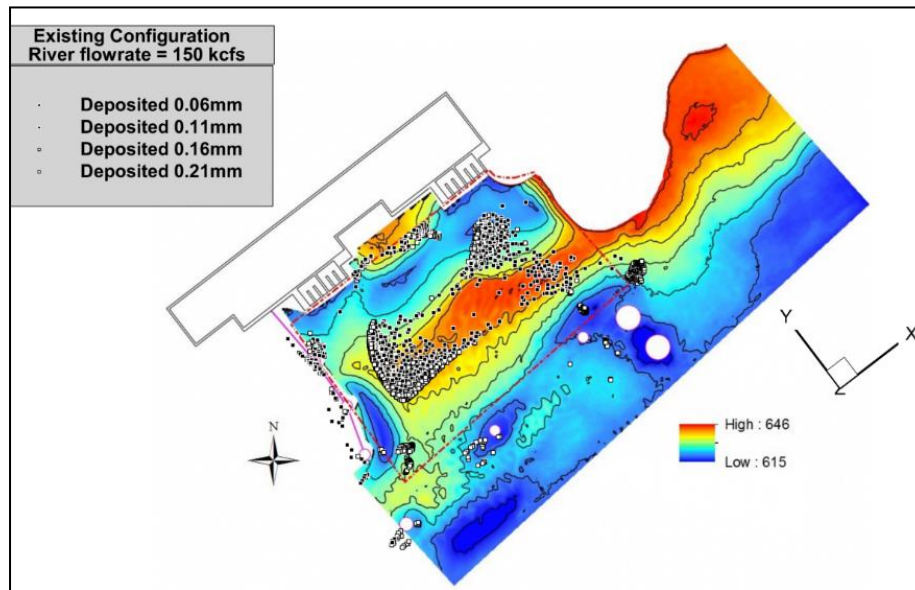 Existing Configuration
River flowrate = 150 kcfs
Deposited 0.06mm
Deposited 0.11mm
Deposited 0.16mm
Deposited 0.21mm
Y
X
Z
N
High : 646
Low : 615